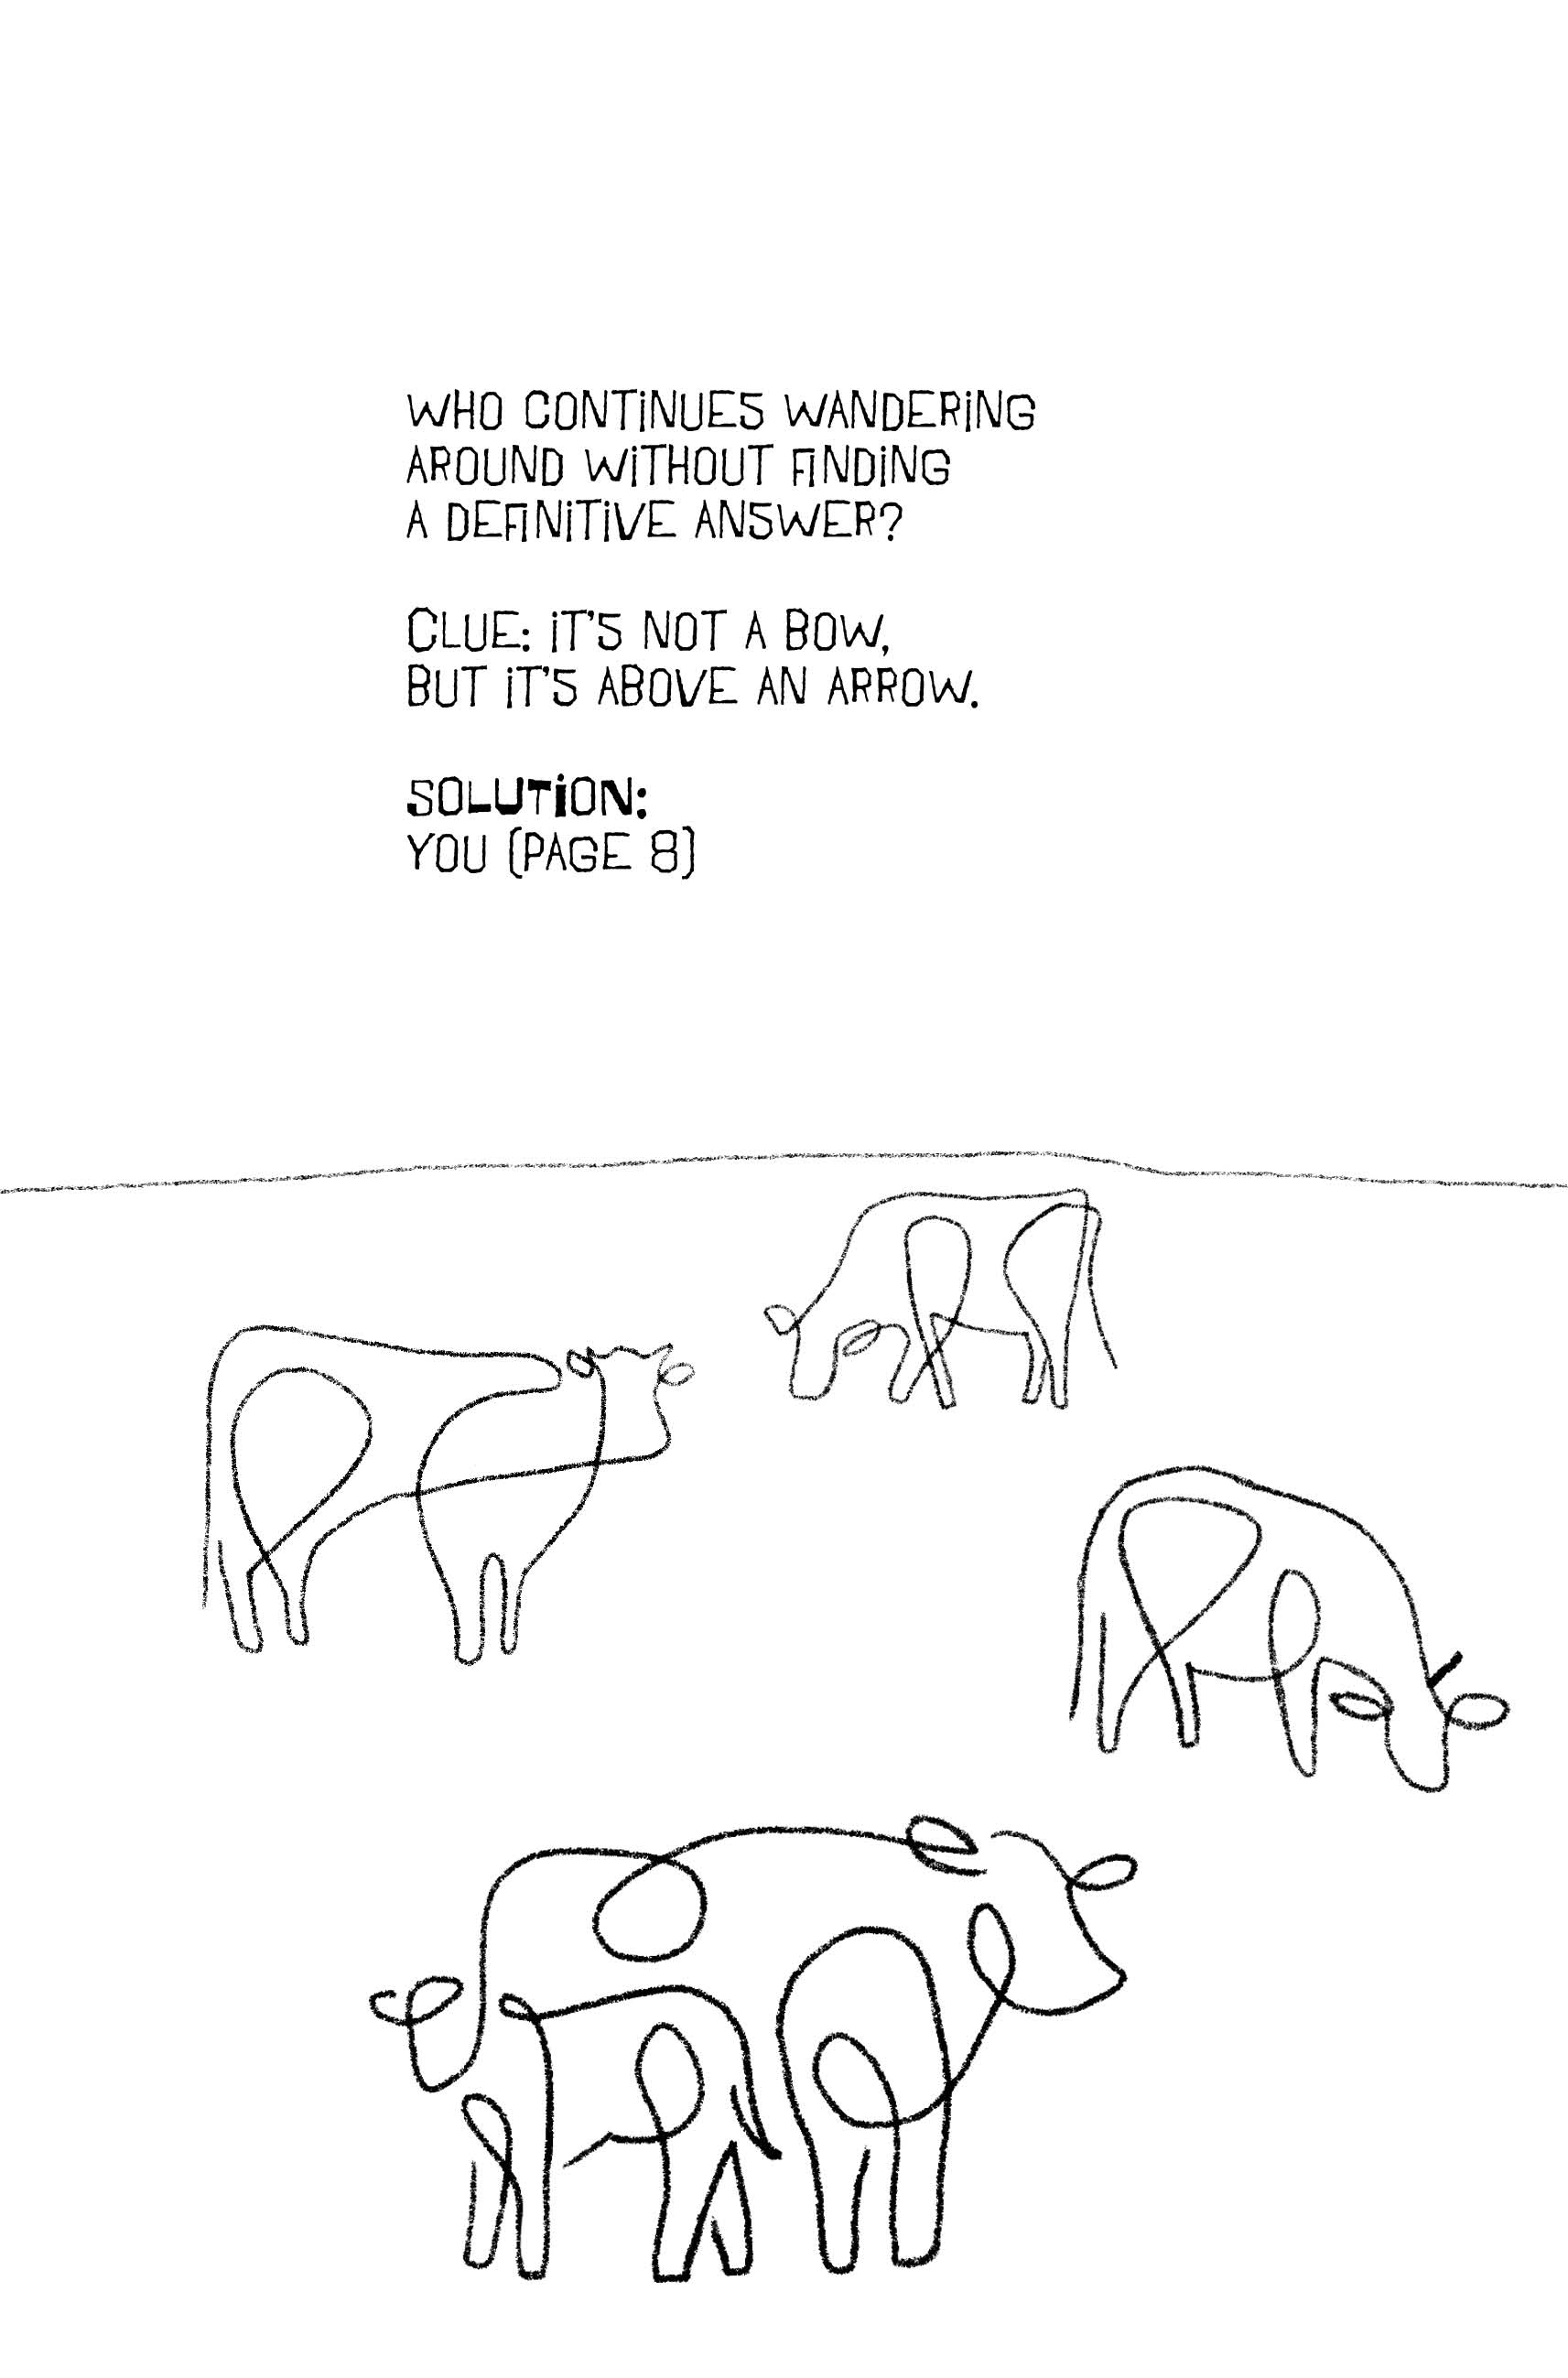 WHO CONTINUES WANDERING
AROUND WITHOUT FINDING
A DEFINITIVE ANSWER?
CLUE: IT'S NOT A BOW,
BUT IT'S ABOVE AN ARROW.
SOLUTION:
YOU (PAGE 8)